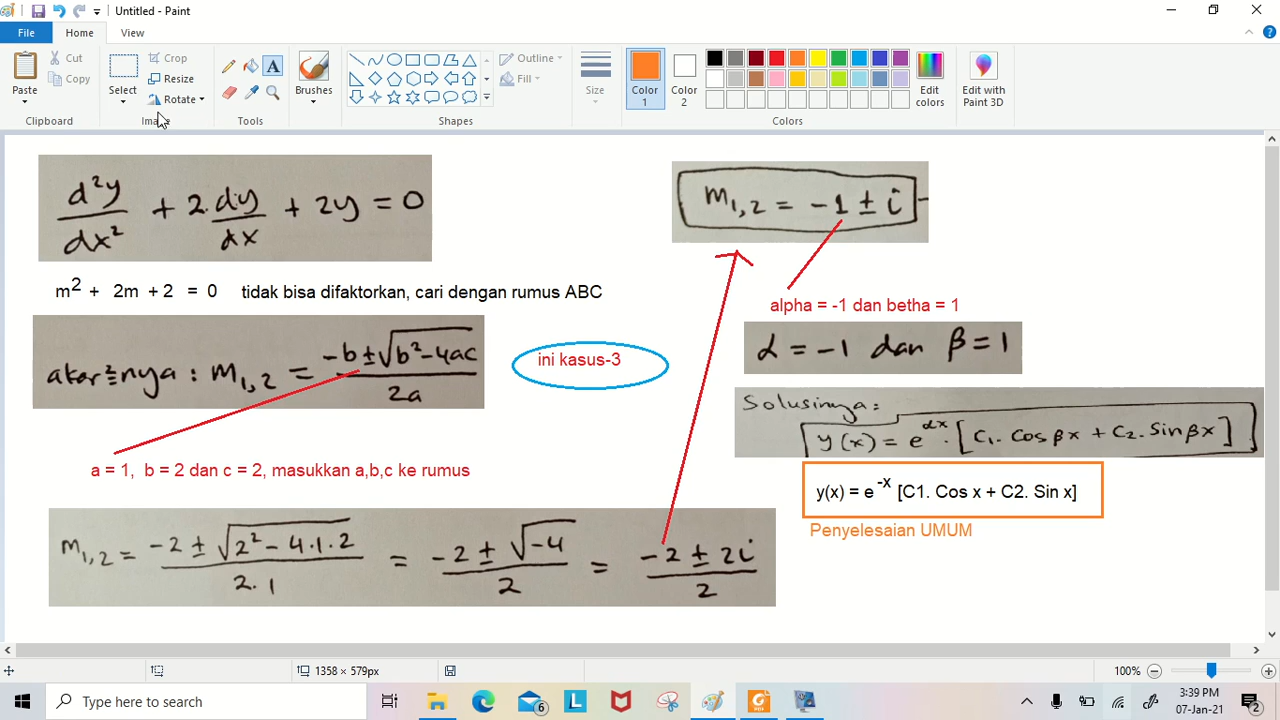 Untitled - Paint
File Home View
Paste
Cut
Copy
Clipboard
Select
Crop
Resize
Rotate
Image
Tools
Brushes
Shapes
Outline
Fill
Size
Color 1
Color 2
Edit colors
Colors
Edit with Paint 3D
d²y/dx² + 2.dy/dx + 2y = 0
m² + 2m + 2 = 0 tidak bisa difaktorkan, cari dengan rumus ABC
akar²nya : m₁,₂ = (-b ± √(b²-4ac))/2a
ini kasus-3
a = 1, b = 2 dan c = 2, masukkan a,b,c ke rumus
m₁,₂ = (-2 ± √(2² - 4.1.2))/2.1 = (-2 ± √-4)/2 = (-2 ± 2i)/2
m₁,₂ = -1 ± i
alpha = -1 dan betha = 1
α = -1 dan β = 1
Solusinya:
y(x) = e^αx . [C₁. Cos βx + C₂. Sin βx]
y(x) = e^-x [C1. Cos x + C2. Sin x]
Penyelesaian UMUM
1358 × 579px
100%
Type here to search
6
3:39 PM
07-Jan-21
2